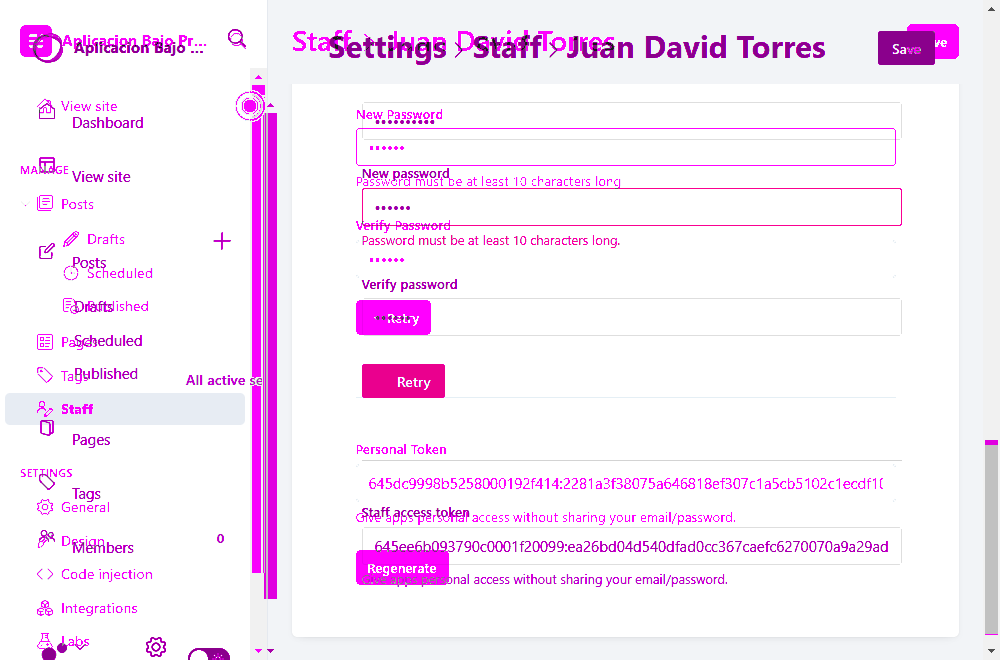 Aplicacion Bajo Pr...
Aplicacion Bajo ...
Staff › Juan David Torres
Settings › Staff › Juan David Torres
Save
View site
Dashboard
MANAGE
View site
Posts
Drafts
Posts
Scheduled
Published
Drafts
Pages
Scheduled
Tags
Published
All active se
Staff
Pages
SETTINGS
Tags
General
Design
Members
0
Code injection
Integrations
Labs
New Password
New password
Password must be at least 10 characters long
Verify Password
Password must be at least 10 characters long.
Verify password
Retry
Retry
Personal Token
Staff access token
Give apps personal access without sharing your email/password.
Regenerate
Give apps personal access without sharing your email/password.